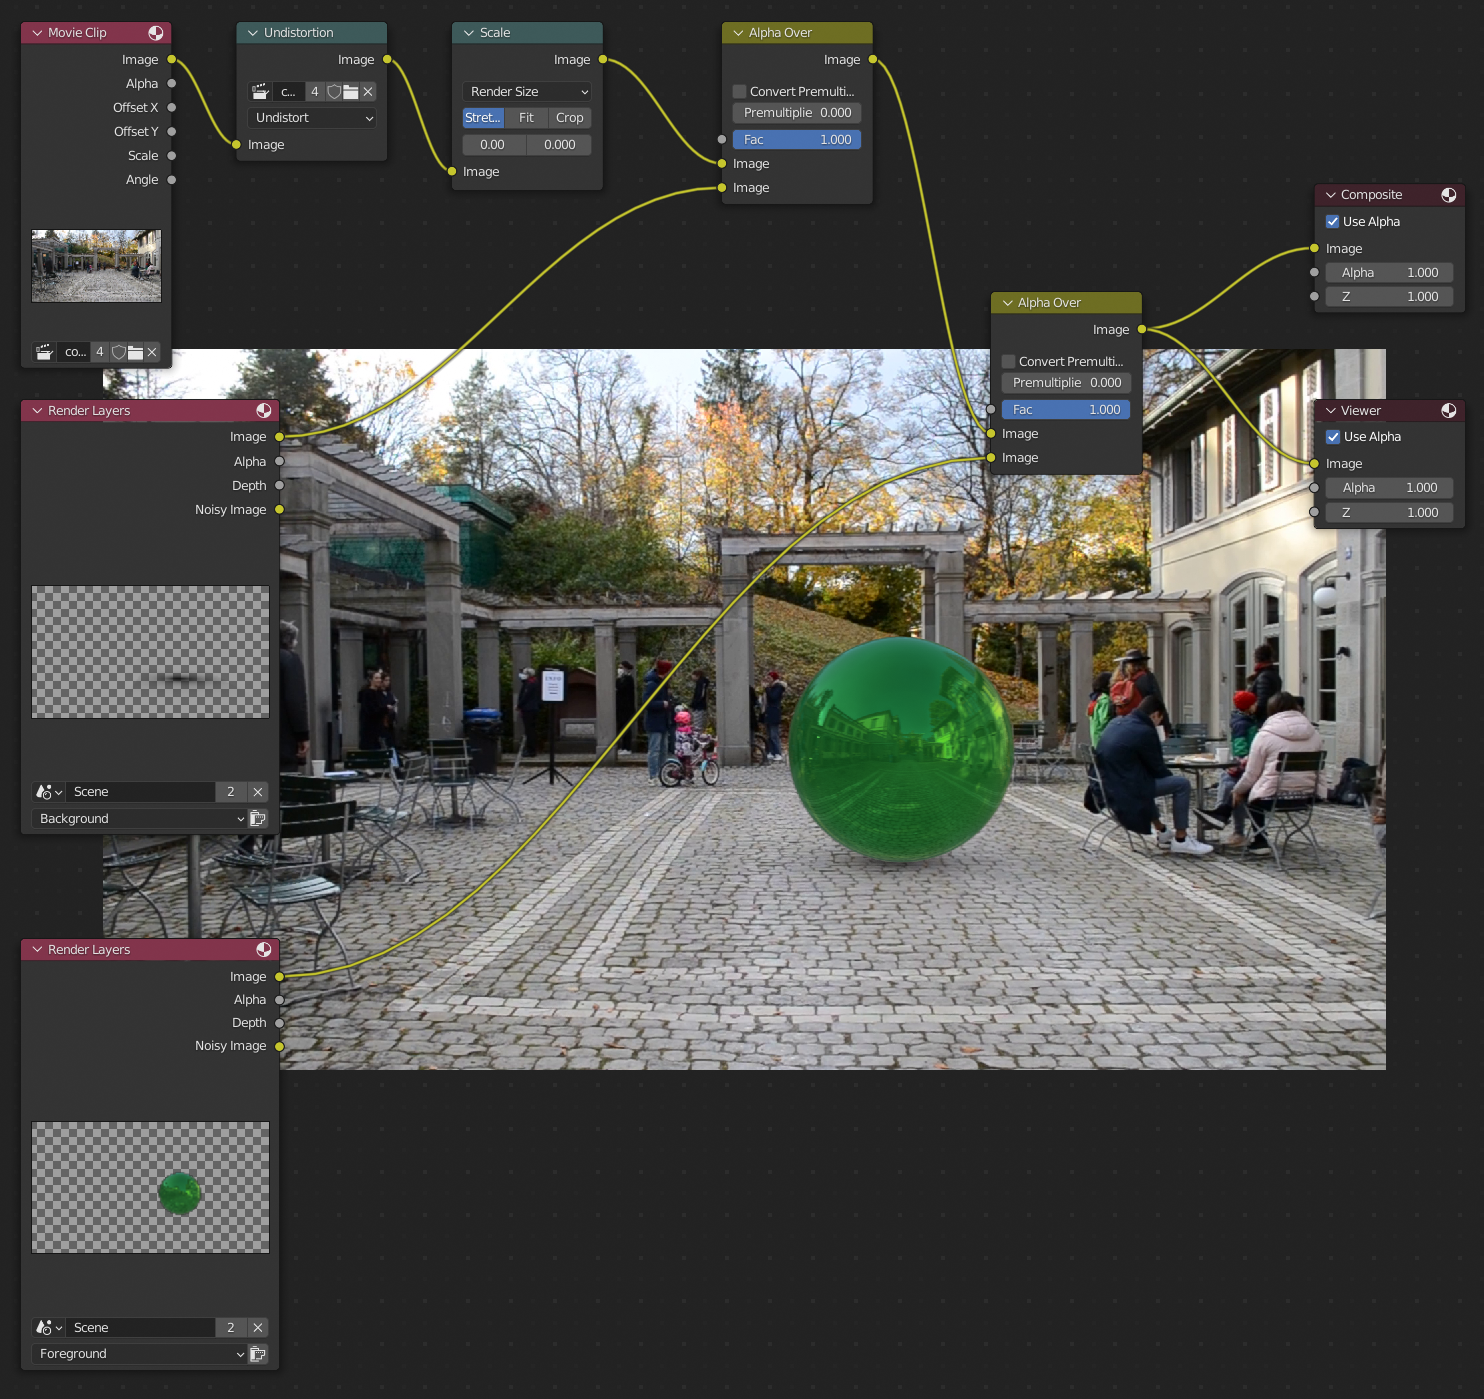 Movie Clip
Image
Alpha
Offset X
Offset Y
Scale
Angle
co...
4
Undistortion
Image
c...
4
Undistort
Image
Scale
Image
Render Size
Stret...
Fit
Crop
0.00
0.000
Image
Alpha Over
Image
Convert Premulti...
Premultiplie 0.000
Fac 1.000
Image
Image
Composite
Use Alpha
Image
Alpha 1.000
Z 1.000
Alpha Over
Image
Convert Premulti...
Premultiplie 0.000
Fac 1.000
Image
Image
Viewer
Use Alpha
Image
Alpha 1.000
Z 1.000
Render Layers
Image
Alpha
Depth
Noisy Image
Scene
2
Background
Render Layers
Image
Alpha
Depth
Noisy Image
Scene
2
Foreground